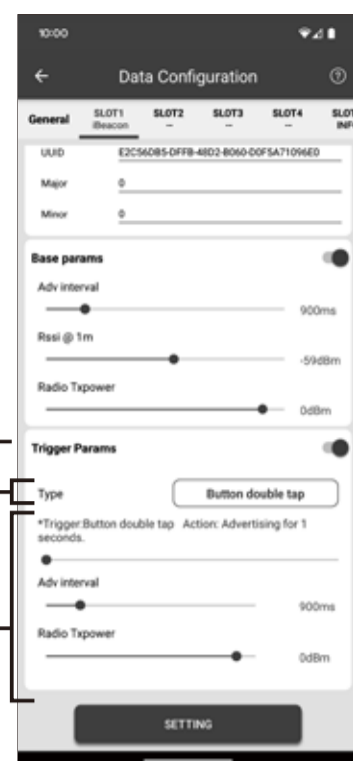 10:00
Data Configuration
General SLOT1 SLOT2 SLOT3 SLOT4 SLOT
iBeacon -- -- -- INF
UUID E2C56DB5-DFFB-48D2-B060-D0F5A71096E0
Major 0
Minor 0
Base params
Adv interval
900ms
Rssi @ 1m
-59dBm
Radio Txpower
0dBm
Trigger Params
Type Button double tap
*Trigger:Button double tap Action: Advertising for 1
seconds.
Adv interval
900ms
Radio Txpower
0dBm
SETTING